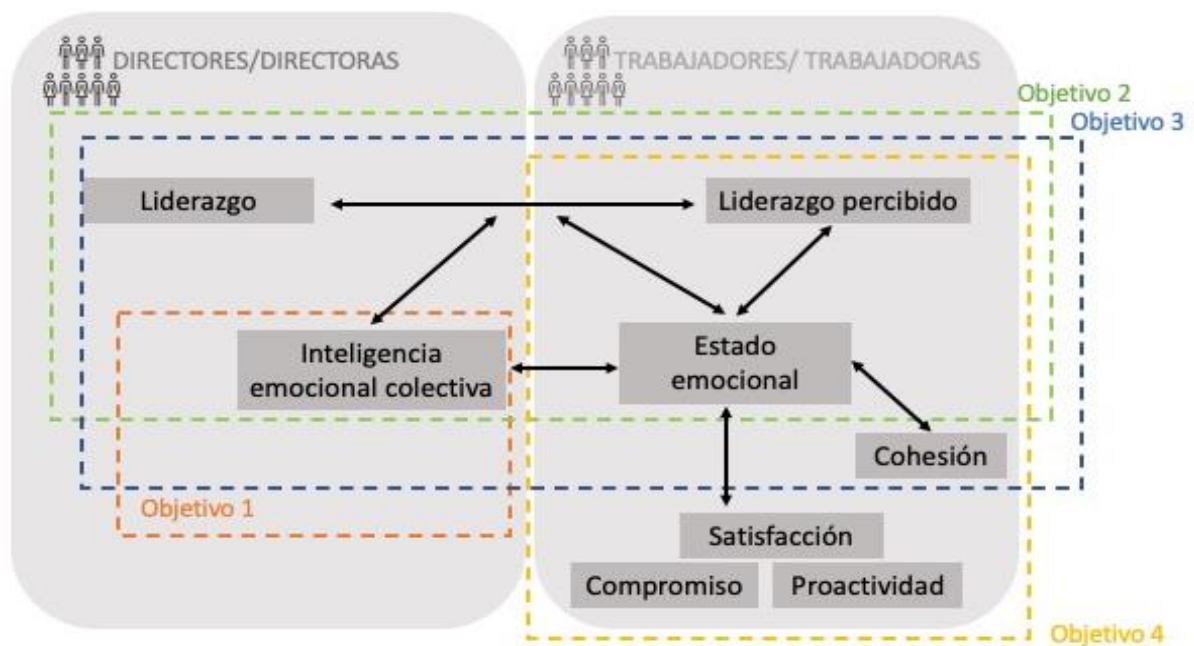 DIRECTORES/DIRECTORAS
TRABAJADORES/ TRABAJADORAS
Objetivo 2
Objetivo 3
Liderazgo
Liderazgo percibido
Inteligencia
emocional colectiva
Estado
emocional
Cohesión
Objetivo 1
Satisfacción
Compromiso
Proactividad
Objetivo 4